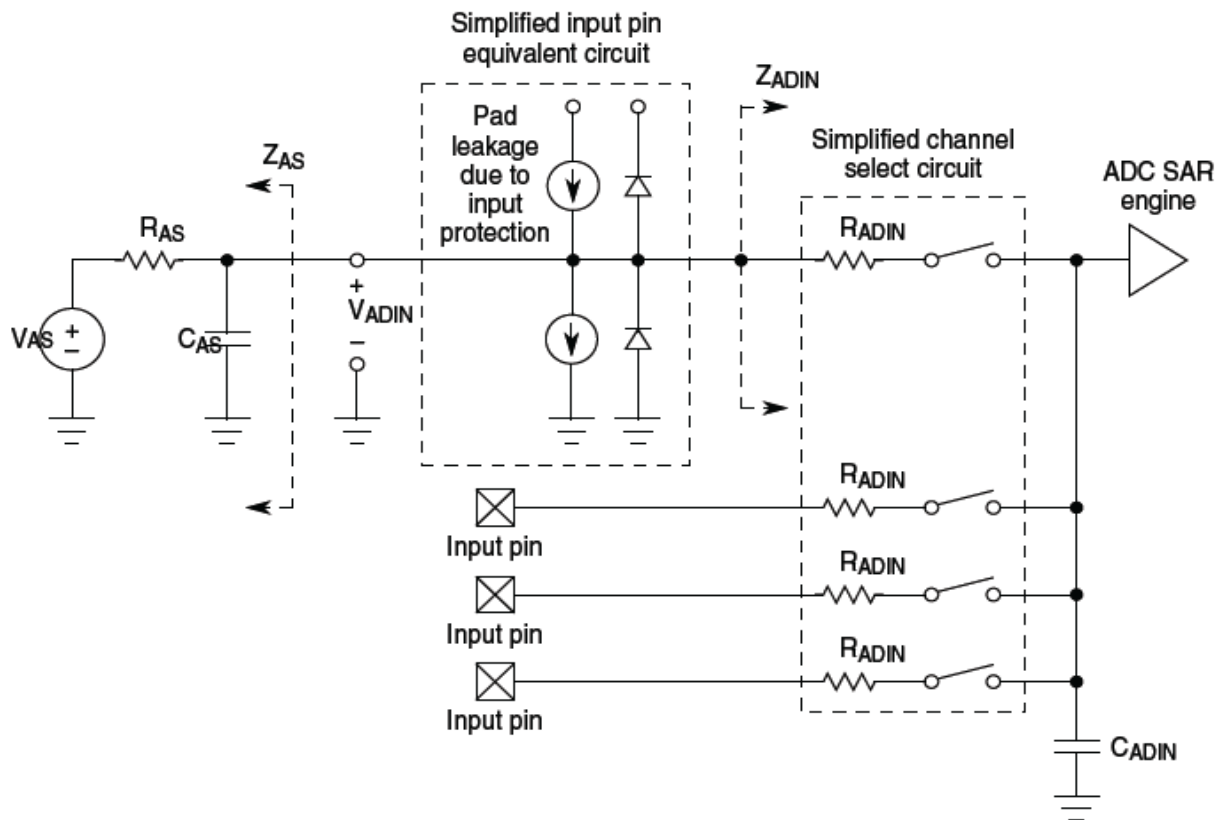 Simplified input pin
equivalent circuit
Pad
leakage
due to
input
protection
ZADIN
Simplified channel
select circuit
ADC SAR
engine
ZAS
RAS
RADIN
+
VADIN
−
VAS
+
−
CAS
RADIN
Input pin
RADIN
Input pin
RADIN
Input pin
CADIN